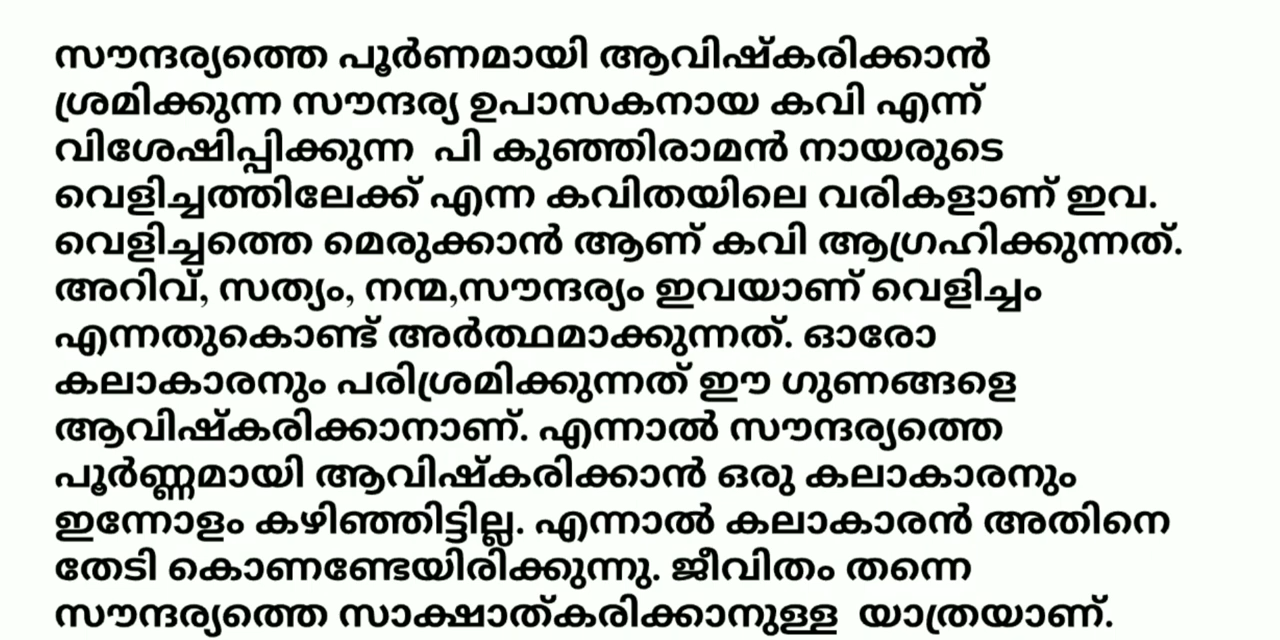 സൗന്ദര്യത്തെ പൂർണമായി ആവിഷ്കരിക്കാൻ
ശ്രമിക്കുന്ന സൗന്ദര്യ ഉപാസകനായ കവി എന്ന്
വിശേഷിപ്പിക്കുന്ന  പി കുഞ്ഞിരാമൻ നായരുടെ
വെളിച്ചത്തിലേക്ക് എന്ന കവിതയിലെ വരികളാണ് ഇവ.
വെളിച്ചത്തെ മെരുക്കാൻ ആണ് കവി ആഗ്രഹിക്കുന്നത്.
അറിവ്, സത്യം, നന്മ,സൗന്ദര്യം ഇവയാണ് വെളിച്ചം
എന്നതുകൊണ്ട് അർത്ഥമാക്കുന്നത്. ഓരോ
കലാകാരനും പരിശ്രമിക്കുന്നത് ഈ ഗുണങ്ങളെ
ആവിഷ്കരിക്കാനാണ്. എന്നാൽ സൗന്ദര്യത്തെ
പൂർണ്ണമായി ആവിഷ്കരിക്കാൻ ഒരു കലാകാരനും
ഇന്നോളം കഴിഞ്ഞിട്ടില്ല. എന്നാൽ കലാകാരൻ അതിനെ
തേടി കൊണണ്ടേയിരിക്കുന്നു. ജീവിതം തന്നെ
സൗന്ദര്യത്തെ സാക്ഷാത്കരിക്കാനുള്ള  യാത്രയാണ്.